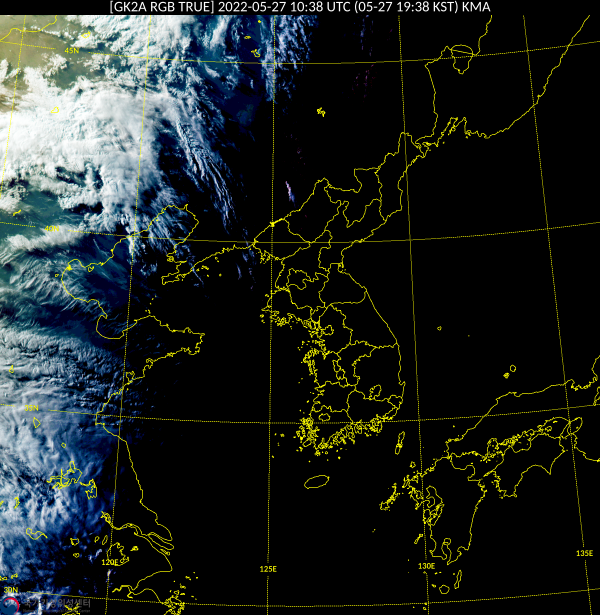 [GK2A RGB TRUE] 2022-05-27 10:38 UTC (05-27 19:38 KST) KMA
45N
40N
35N
135E
130E
125E
120E
30N